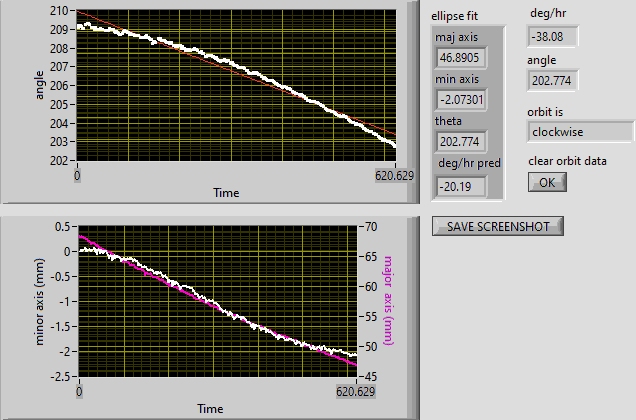 210
209
208
207
206
205
204
203
202
angle
0
620.629
Time
ellipse fit
maj axis
46.8905
min axis
-2.07301
theta
202.774
deg/hr pred
-20.19
deg/hr
-38.08
angle
202.774
orbit is
clockwise
clear orbit data
OK
SAVE SCREENSHOT
0.5
0
-0.5
-1
-1.5
-2
-2.5
minor axis (mm)
70
65
60
55
50
45
major axis (mm)
0
620.629
Time